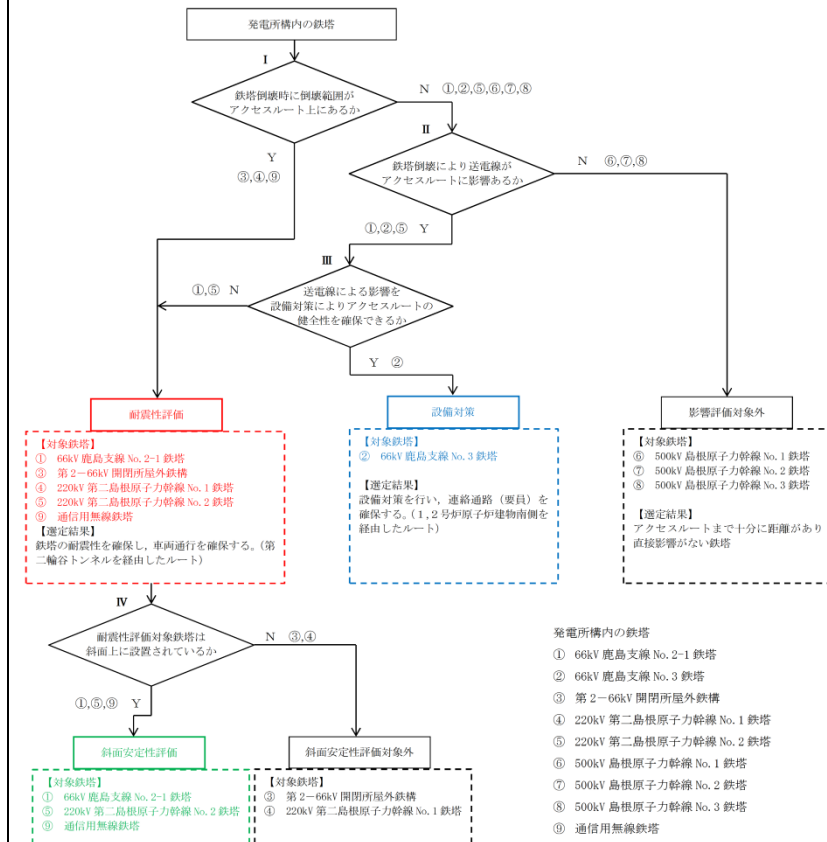 発電所構内の鉄塔
Ⅰ
鉄塔倒壊時に倒壊範囲が
アクセスルート上にあるか
N ①,②,⑤,⑥,⑦,⑧
Y
③,④,⑨
Ⅱ
鉄塔倒壊により送電線が
アクセスルートに影響あるか
N ⑥,⑦,⑧
①,②,⑤ Y
Ⅲ
送電線による影響を
設備対策によりアクセスルートの
健全性を確保できるか
①,⑤ N
Y ②
耐震性評価
【対象鉄塔】
① 66kV 鹿島支線 No.2-1 鉄塔
③ 第2-66kV 開閉所屋外鉄構
④ 220kV 第二島根原子力幹線 No.1 鉄塔
⑤ 220kV 第二島根原子力幹線 No.2 鉄塔
⑨ 通信用無線鉄塔
【選定結果】
鉄塔の耐震性を確保し，車両通行を確保する。（第
二輪谷トンネルを経由したルート）
設備対策
【対象鉄塔】
② 66kV 鹿島支線 No.3 鉄塔
【選定結果】
設備対策を行い，連絡通路（要員）を
確保する。（1,2号炉原子炉建物南側を
経由したルート）
影響評価対象外
【対象鉄塔】
⑥ 500kV 島根原子力幹線 No.1 鉄塔
⑦ 500kV 島根原子力幹線 No.2 鉄塔
⑧ 500kV 島根原子力幹線 No.3 鉄塔
【選定結果】
アクセスルートまで十分に距離があり
直接影響がない鉄塔
Ⅳ
耐震性評価対象鉄塔は
斜面上に設置されているか
N ③,④
①,⑤,⑨ Y
斜面安定性評価
【対象鉄塔】
① 66kV 鹿島支線 No.2-1 鉄塔
⑤ 220kV 第二島根原子力幹線 No.2 鉄塔
⑨ 通信用無線鉄塔
斜面安定性評価対象外
【対象鉄塔】
③ 第2-66kV 開閉所屋外鉄構
④ 220kV 第二島根原子力幹線 No.1 鉄塔
発電所構内の鉄塔
① 66kV 鹿島支線 No.2-1 鉄塔
② 66kV 鹿島支線 No.3 鉄塔
③ 第2-66kV 開閉所屋外鉄構
④ 220kV 第二島根原子力幹線 No.1 鉄塔
⑤ 220kV 第二島根原子力幹線 No.2 鉄塔
⑥ 500kV 島根原子力幹線 No.1 鉄塔
⑦ 500kV 島根原子力幹線 No.2 鉄塔
⑧ 500kV 島根原子力幹線 No.3 鉄塔
⑨ 通信用無線鉄塔